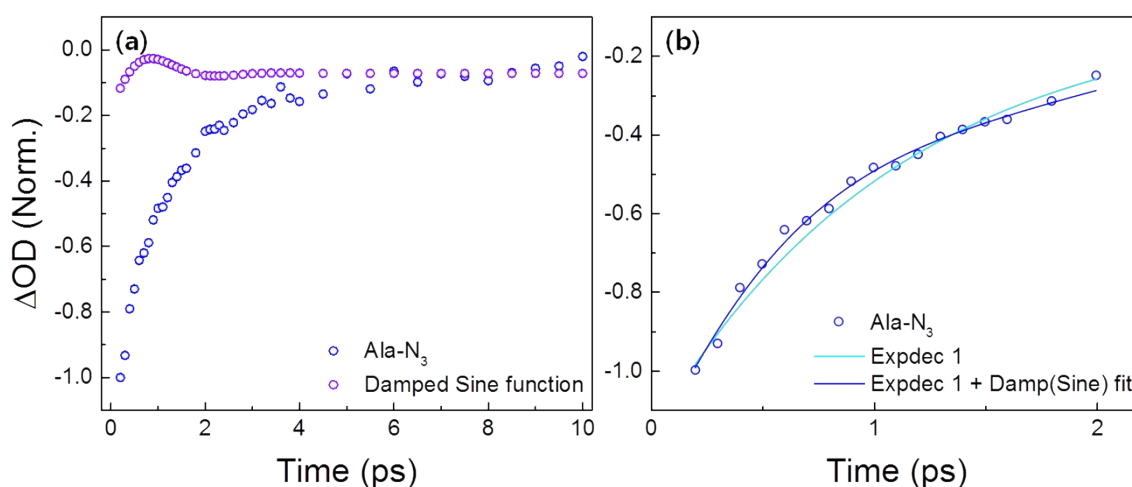 (a)
0.0
-0.2
-0.4
-0.6
-0.8
-1.0
ΔOD (Norm.)
Ala-N3
Damped Sine function
0 2 4 6 8 10
Time (ps)
(b)
-0.2
-0.4
-0.6
-0.8
-1.0
Ala-N3
Expdec 1
Expdec 1 + Damp(Sine) fit
0 1 2
Time (ps)